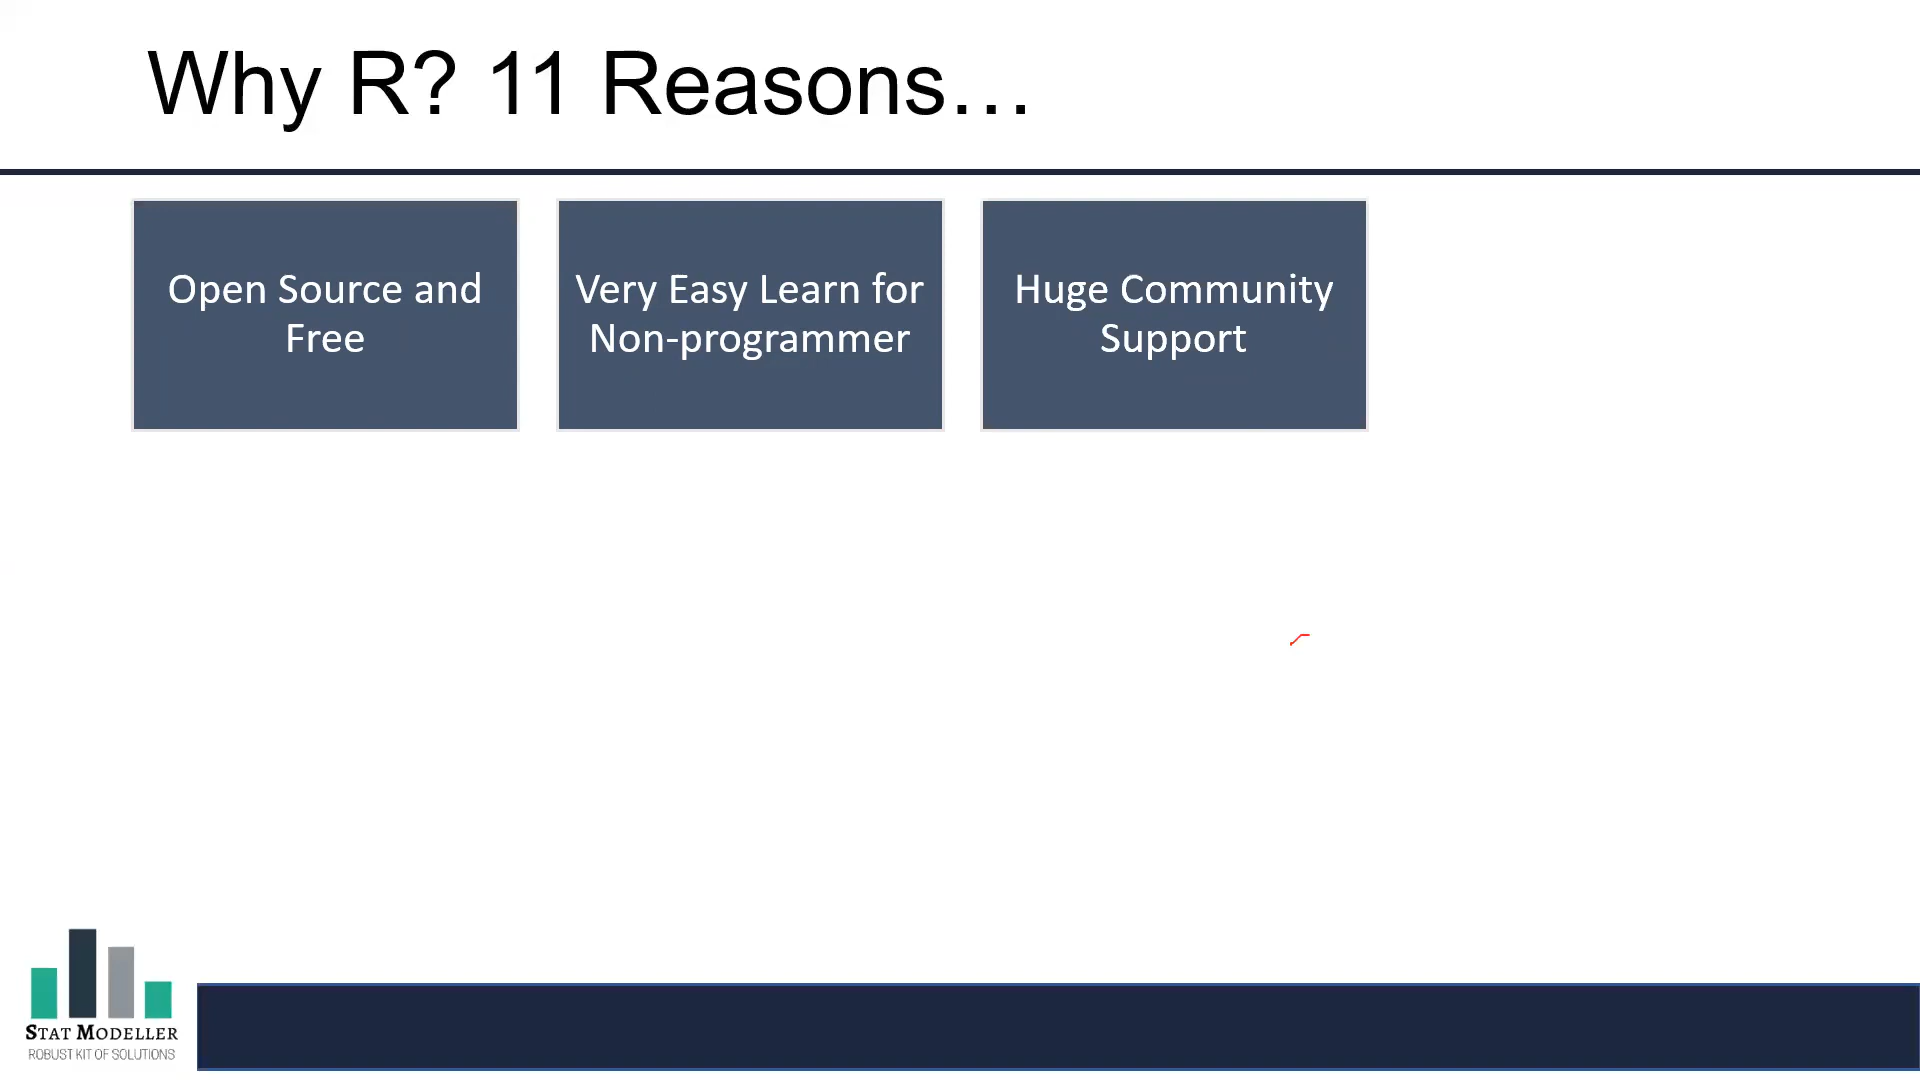 Why R? 11 Reasons…
Open Source and
Free
Very Easy Learn for
Non-programmer
Huge Community
Support
STAT MODELLER
ROBUST KIT OF SOLUTIONS